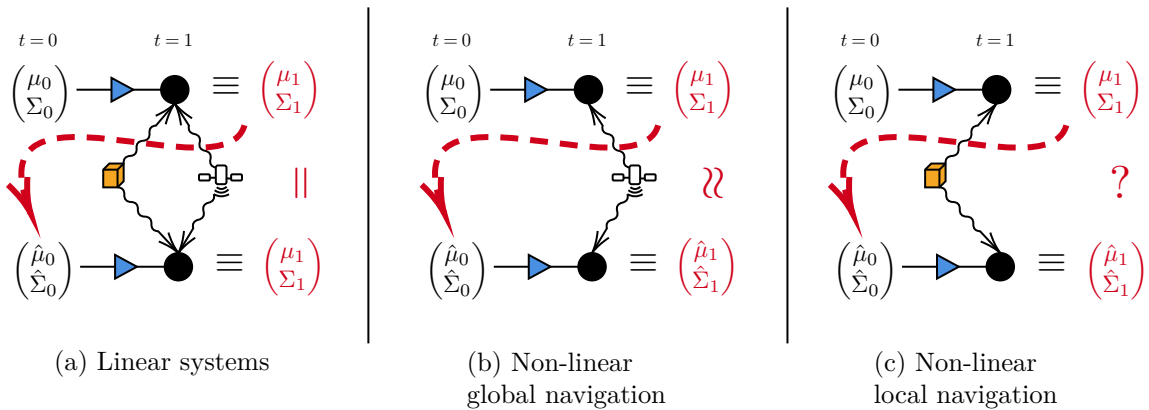 t = 0 t = 1 t = 0 t = 1 t = 0 t = 1
(μ₀ Σ₀) ≡ (μ₁ Σ₁) (μ₀ Σ₀) ≡ (μ₁ Σ₁) (μ₀ Σ₀) ≡ (μ₁ Σ₁)
|| ≈ ?
(μ̂₀ Σ̂₀) ≡ (μ₁ Σ₁) (μ̂₀ Σ̂₀) ≡ (μ̂₁ Σ̂₁) (μ̂₀ Σ̂₀) ≡ (μ̂₁ Σ̂₁)
(a) Linear systems
(b) Non-linear
global navigation
(c) Non-linear
local navigation